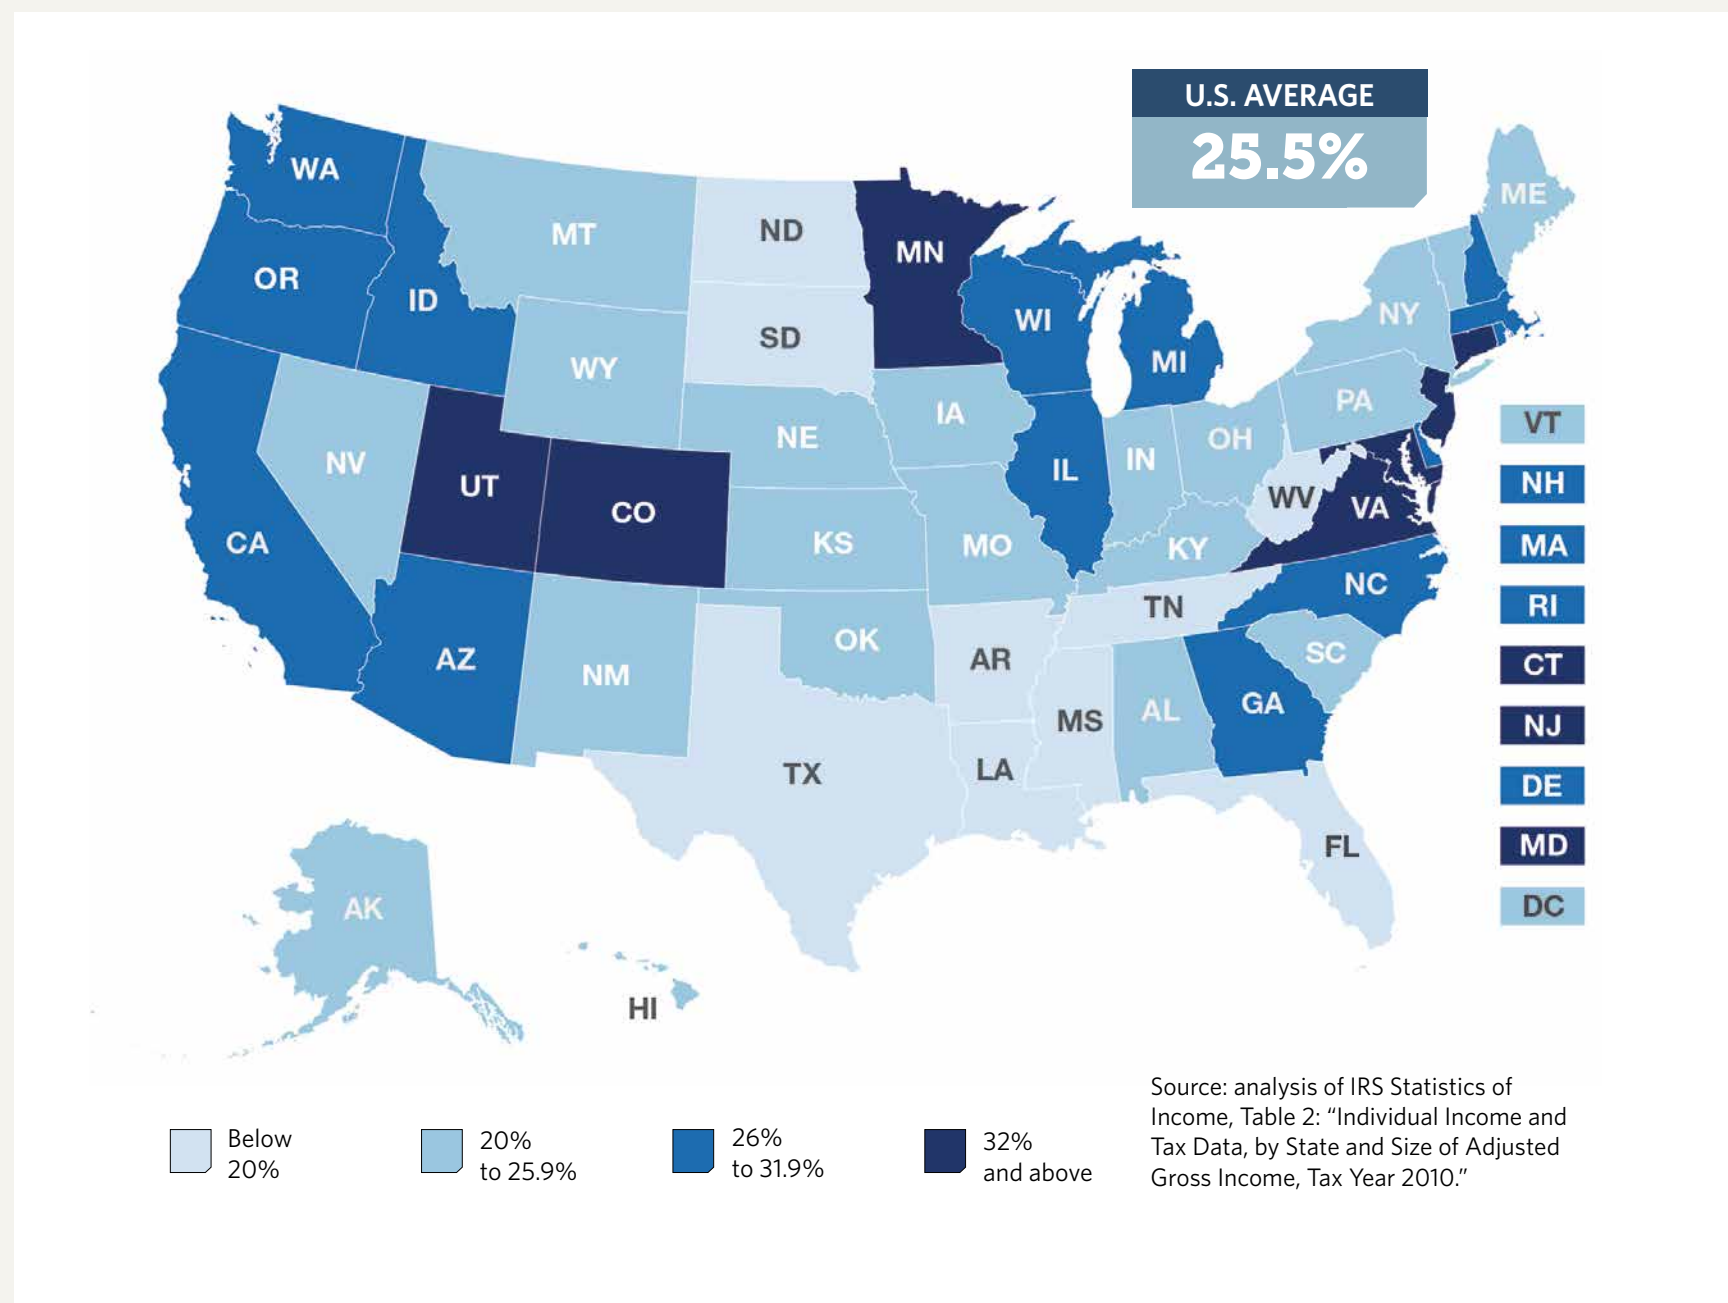 U.S. AVERAGE
25.5%
WA
MT
ND
MN
ME
OR
ID
SD
WI
MI
NY
WY
IA
PA
NE
NV
UT
CO
IL
IN
OH
WV
VA
CA
KS
MO
KY
NC
TN
AZ
NM
OK
AR
SC
MS
AL
GA
TX
LA
FL
AK
HI
VT
NH
MA
RI
CT
NJ
DE
MD
DC
Below
20%
20%
to 25.9%
26%
to 31.9%
32%
and above
Source: analysis of IRS Statistics of
Income, Table 2: “Individual Income and
Tax Data, by State and Size of Adjusted
Gross Income, Tax Year 2010.”